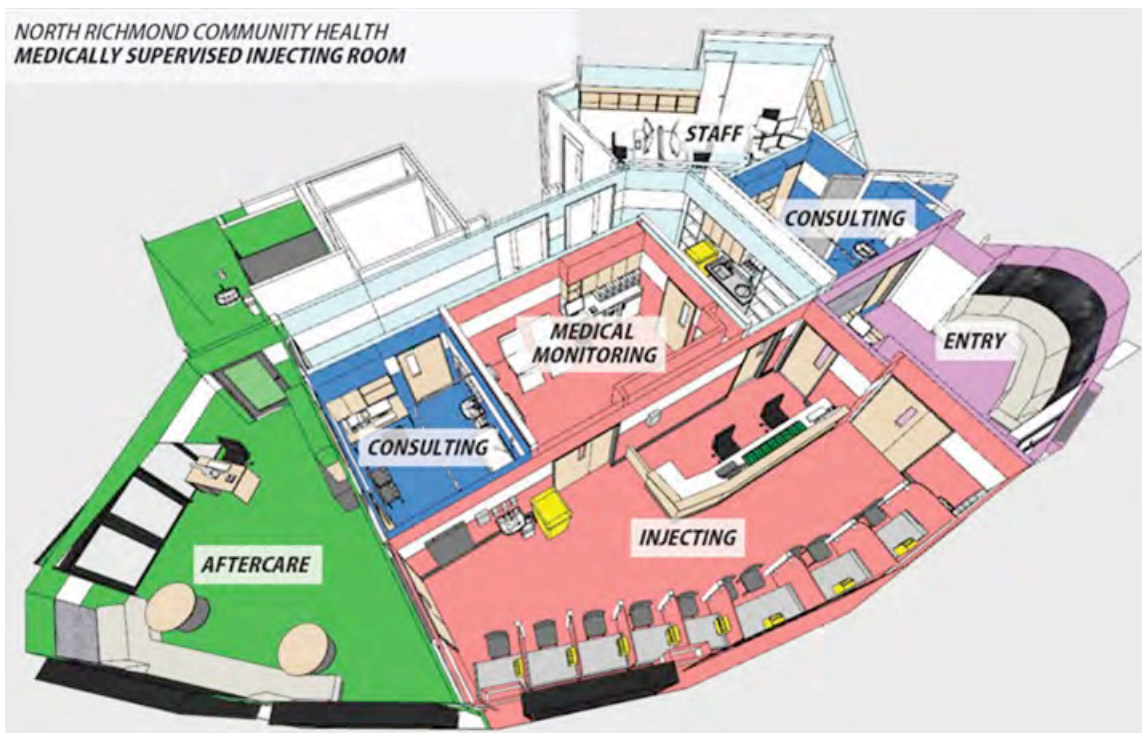 NORTH RICHMOND COMMUNITY HEALTH
MEDICALLY SUPERVISED INJECTING ROOM
STAFF
CONSULTING
ENTRY
MEDICAL
MONITORING
CONSULTING
INJECTING
AFTERCARE